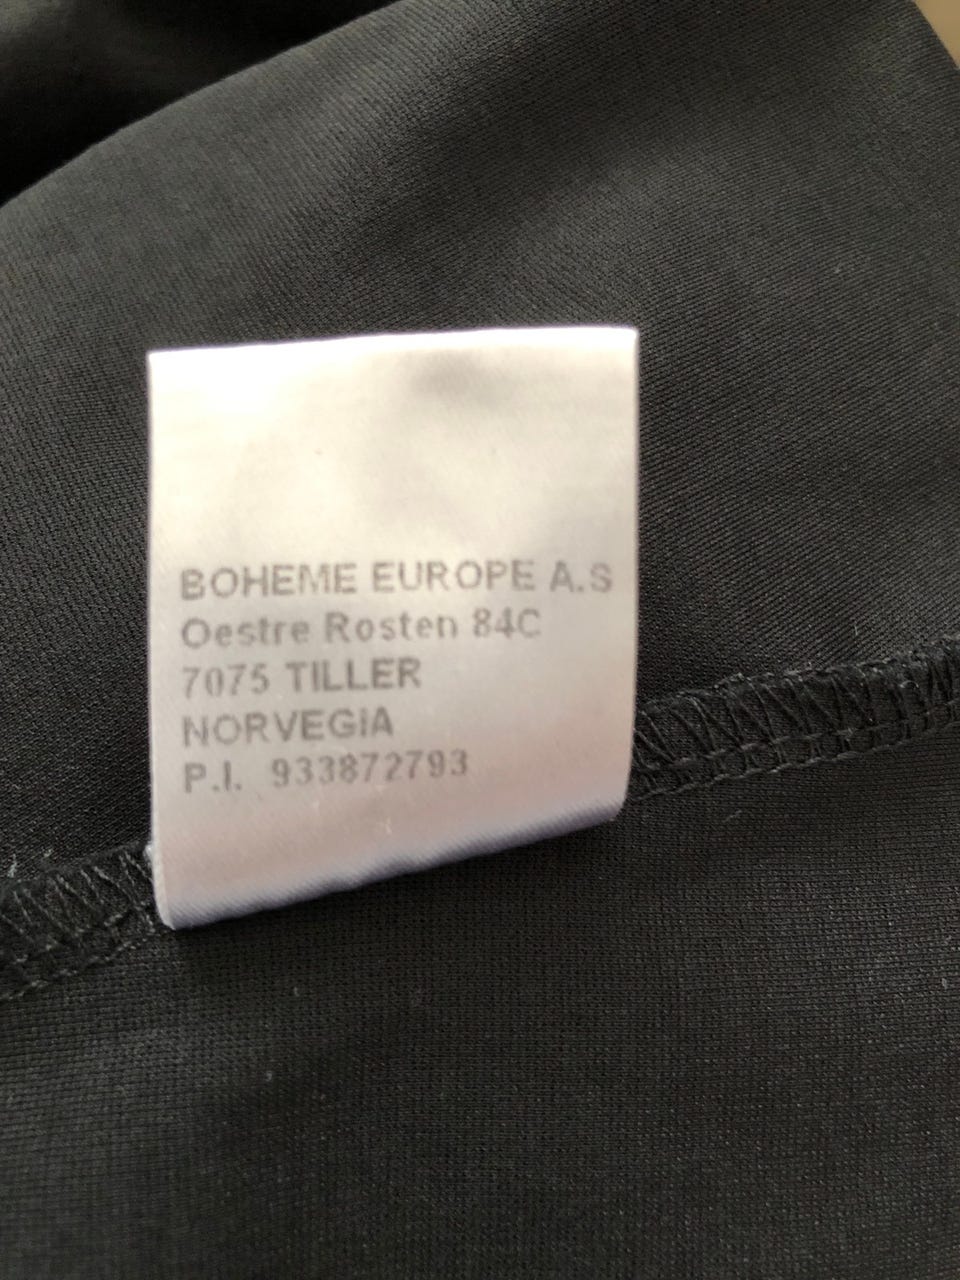 BOHEME EUROPE A.S
Oestre Rosten 84C
7075 TILLER
NORVEGIA
P.I. 933872793